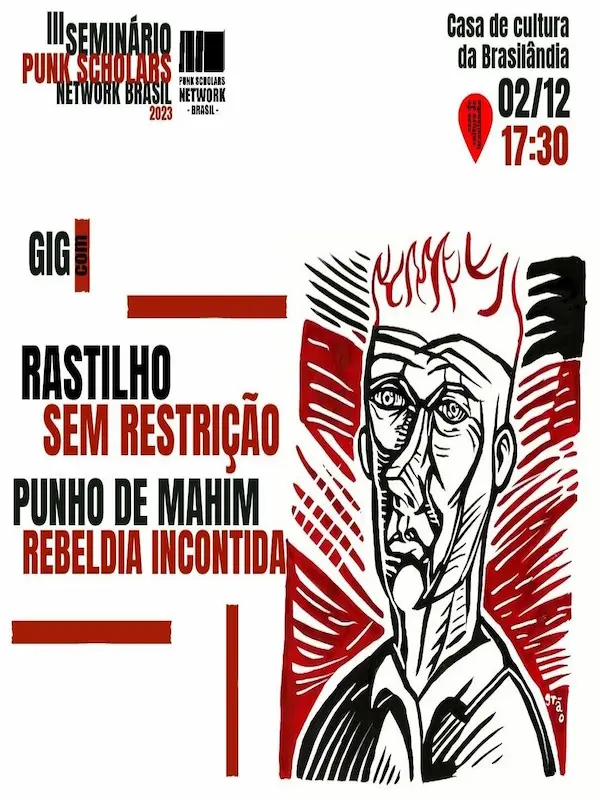 III SEMINÁRIO
PUNK SCHOLARS
NETWORK BRASIL
2023
PUNK SCHOLARS
NETWORK
- BRASIL -
Casa de cultura
da Brasilândia
02/12
17:30
GIG
com
RASTILHO
SEM RESTRIÇÃO
PUNHO DE MAHIM
REBELDIA INCONTIDA
grão